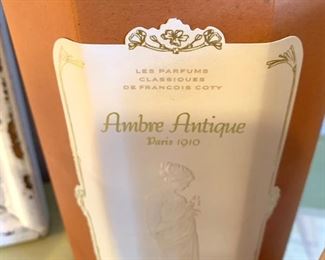 LES PARFUMS
CLASSIQUES
DE FRANCOIS COTY
Ambre Antique
Paris 1910